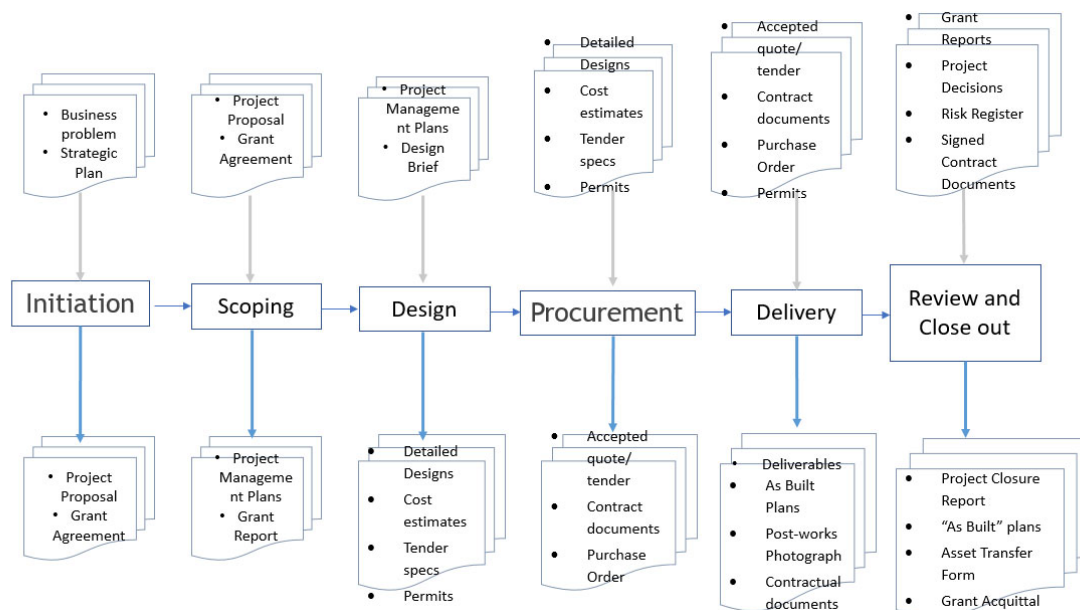 • Business
problem
• Strategic
Plan
• Project
Proposal
• Grant
Agreement
• Project
Manageme
nt Plans
• Design
Brief
• Detailed
Designs
• Cost
estimates
• Tender
specs
• Permits
• Accepted
quote/
tender
• Contract
documents
• Purchase
Order
• Permits
• Grant
Reports
• Project
Decisions
• Risk Register
• Signed
Contract
Documents
Initiation
Scoping
Design
Procurement
Delivery
Review and
Close out
• Project
Proposal
• Grant
Agreement
• Project
Manageme
nt Plans
• Grant
Report
• Detailed
Designs
• Cost
estimates
• Tender
specs
• Permits
• Accepted
quote/
tender
• Contract
documents
• Purchase
Order
• Deliverables
• As Built
Plans
• Post-works
Photograph
• Contractual
documents
• Project Closure
Report
• “As Built” plans
• Asset Transfer
Form
• Grant Acquittal